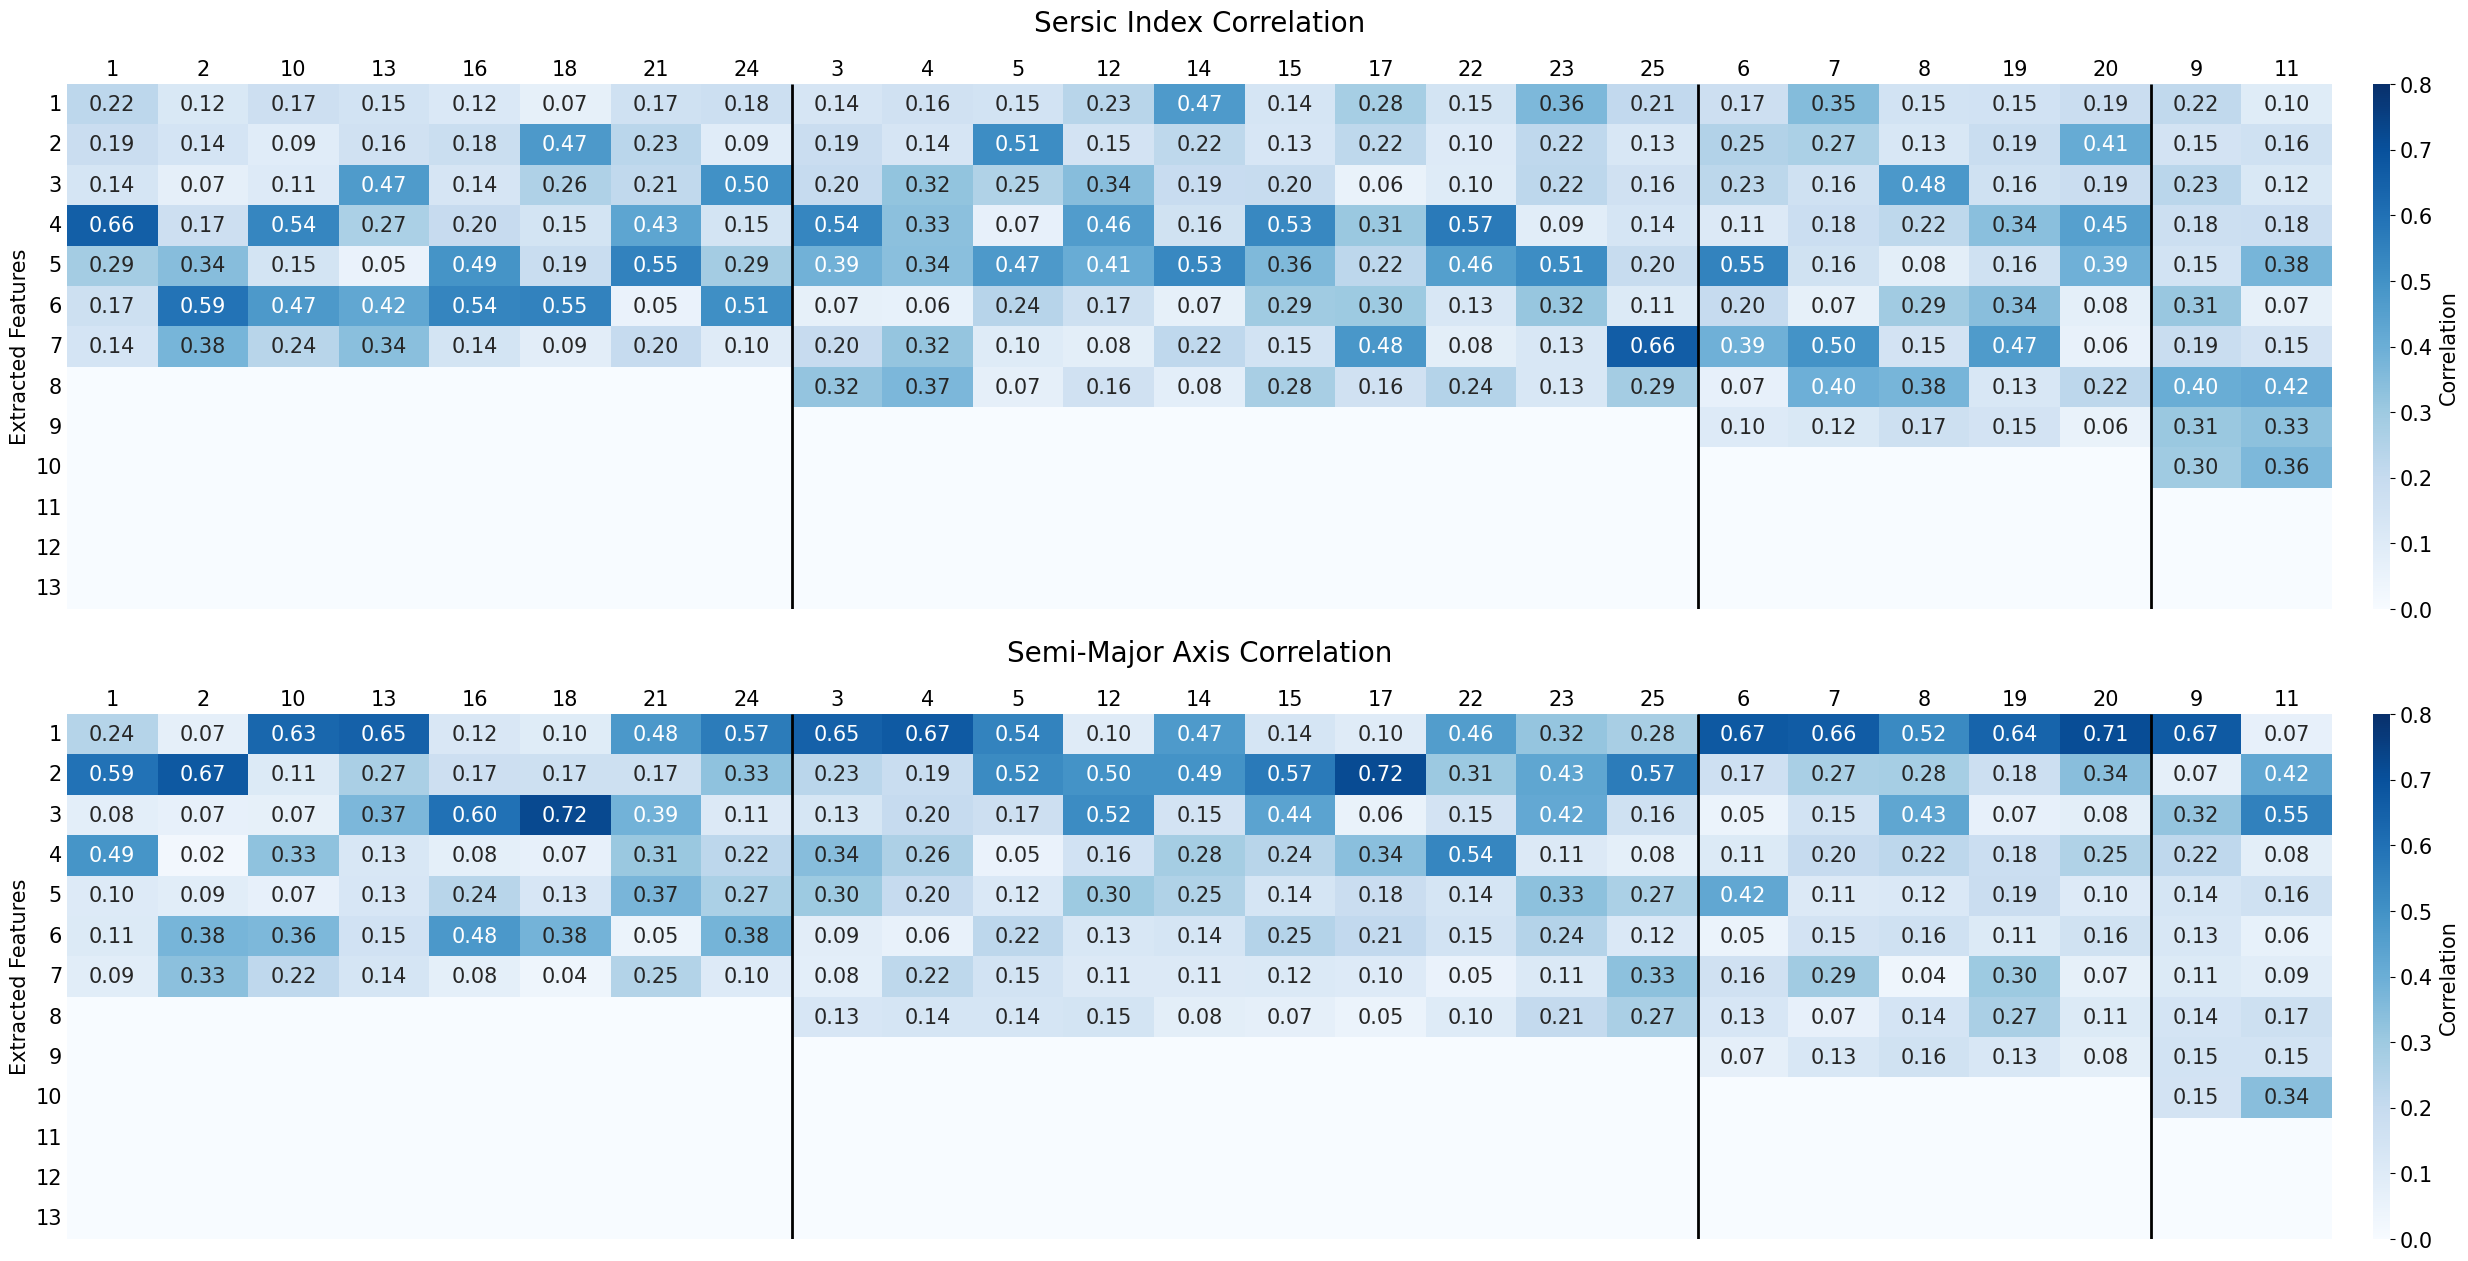 Sersic Index Correlation
1 2 10 13 16 18 21 24 3 4 5 12 14 15 17 22 23 25 6 7 8 19 20 9 11
1 0.22 0.12 0.17 0.15 0.12 0.07 0.17 0.18 0.14 0.16 0.15 0.23 0.47 0.14 0.28 0.15 0.36 0.21 0.17 0.35 0.15 0.15 0.19 0.22 0.10
2 0.19 0.14 0.09 0.16 0.18 0.47 0.23 0.09 0.19 0.14 0.51 0.15 0.22 0.13 0.22 0.10 0.22 0.13 0.25 0.27 0.13 0.19 0.41 0.15 0.16
3 0.14 0.07 0.11 0.47 0.14 0.26 0.21 0.50 0.20 0.32 0.25 0.34 0.19 0.20 0.06 0.10 0.22 0.16 0.23 0.16 0.48 0.16 0.19 0.23 0.12
4 0.66 0.17 0.54 0.27 0.20 0.15 0.43 0.15 0.54 0.33 0.07 0.46 0.16 0.53 0.31 0.57 0.09 0.14 0.11 0.18 0.22 0.34 0.45 0.18 0.18
5 0.29 0.34 0.15 0.05 0.49 0.19 0.55 0.29 0.39 0.34 0.47 0.41 0.53 0.36 0.22 0.46 0.51 0.20 0.55 0.16 0.08 0.16 0.39 0.15 0.38
6 0.17 0.59 0.47 0.42 0.54 0.55 0.05 0.51 0.07 0.06 0.24 0.17 0.07 0.29 0.30 0.13 0.32 0.11 0.20 0.07 0.29 0.34 0.08 0.31 0.07
7 0.14 0.38 0.24 0.34 0.14 0.09 0.20 0.10 0.20 0.32 0.10 0.08 0.22 0.15 0.48 0.08 0.13 0.66 0.39 0.50 0.15 0.47 0.06 0.19 0.15
8 0.32 0.37 0.07 0.16 0.08 0.28 0.16 0.24 0.13 0.29 0.07 0.40 0.38 0.13 0.22 0.40 0.42
9 0.10 0.12 0.17 0.15 0.06 0.31 0.33
10 0.30 0.36
11
12
13
Extracted Features
0.8
0.7
0.6
0.5
0.4
0.3
0.2
0.1
0.0
Correlation
Semi-Major Axis Correlation
1 2 10 13 16 18 21 24 3 4 5 12 14 15 17 22 23 25 6 7 8 19 20 9 11
1 0.24 0.07 0.63 0.65 0.12 0.10 0.48 0.57 0.65 0.67 0.54 0.10 0.47 0.14 0.10 0.46 0.32 0.28 0.67 0.66 0.52 0.64 0.71 0.67 0.07
2 0.59 0.67 0.11 0.27 0.17 0.17 0.17 0.33 0.23 0.19 0.52 0.50 0.49 0.57 0.72 0.31 0.43 0.57 0.17 0.27 0.28 0.18 0.34 0.07 0.42
3 0.08 0.07 0.07 0.37 0.60 0.72 0.39 0.11 0.13 0.20 0.17 0.52 0.15 0.44 0.06 0.15 0.42 0.16 0.05 0.15 0.43 0.07 0.08 0.32 0.55
4 0.49 0.02 0.33 0.13 0.08 0.07 0.31 0.22 0.34 0.26 0.05 0.16 0.28 0.24 0.34 0.54 0.11 0.08 0.11 0.20 0.22 0.18 0.25 0.22 0.08
5 0.10 0.09 0.07 0.13 0.24 0.13 0.37 0.27 0.30 0.20 0.12 0.30 0.25 0.14 0.18 0.14 0.33 0.27 0.42 0.11 0.12 0.19 0.10 0.14 0.16
6 0.11 0.38 0.36 0.15 0.48 0.38 0.05 0.38 0.09 0.06 0.22 0.13 0.14 0.25 0.21 0.15 0.24 0.12 0.05 0.15 0.16 0.11 0.16 0.13 0.06
7 0.09 0.33 0.22 0.14 0.08 0.04 0.25 0.10 0.08 0.22 0.15 0.11 0.11 0.12 0.10 0.05 0.11 0.33 0.16 0.29 0.04 0.30 0.07 0.11 0.09
8 0.13 0.14 0.14 0.15 0.08 0.07 0.05 0.10 0.21 0.27 0.13 0.07 0.14 0.27 0.11 0.14 0.17
9 0.07 0.13 0.16 0.13 0.08 0.15 0.15
10 0.15 0.34
11
12
13
Extracted Features
0.8
0.7
0.6
0.5
0.4
0.3
0.2
0.1
0.0
Correlation